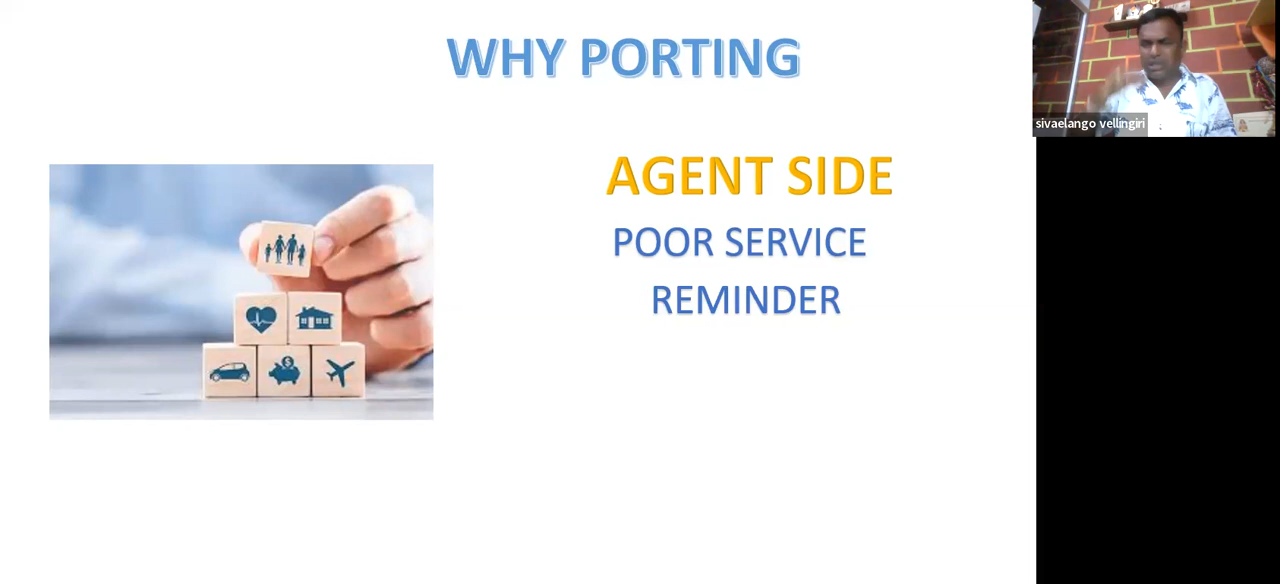 WHY PORTING
sivaelango vellingiri
AGENT SIDE
POOR SERVICE
REMINDER
$